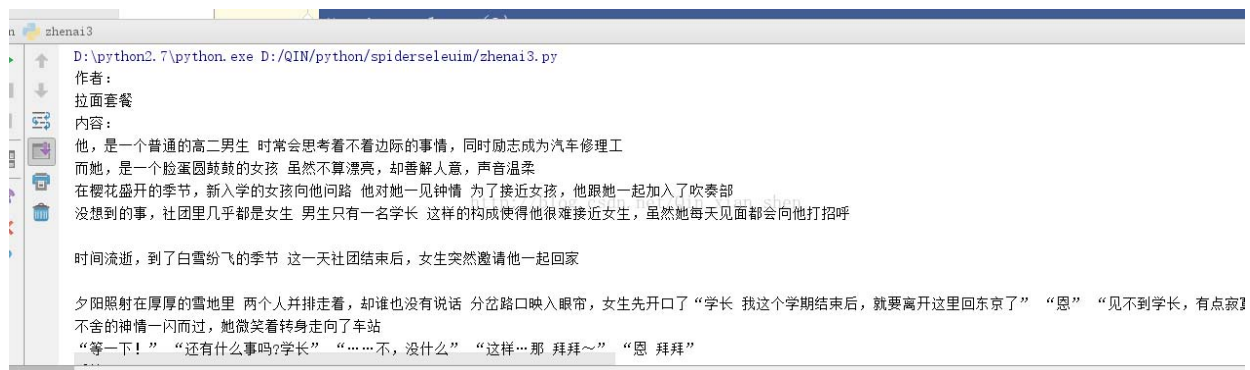 zhenai3
D:\python2.7\python.exe D:/QIN/python/spiderseleuim/zhenai3.py
作者：
拉面套餐
内容：
他，是一个普通的高二男生 时常会思考着不着边际的事情，同时励志成为汽车修理工
而她，是一个脸蛋圆鼓鼓的女孩 虽然不算漂亮，却善解人意，声音温柔
在樱花盛开的季节，新入学的女孩向他问路 他对她一见钟情 为了接近女孩，他跟她一起加入了吹奏部
没想到的事，社团里几乎都是女生 男生只有一名学长 这样的构成使得他很难接近女生，虽然她每天见面都会向他打招呼
时间流逝，到了白雪纷飞的季节 这一天社团结束后，女生突然邀请他一起回家
夕阳照射在厚厚的雪地里 两个人并排走着，却谁也没有说话 分岔路口映入眼帘，女生先开口了“学长 我这个学期结束后，就要离开这里回东京了” “恩” “见不到学长，有点寂
不舍的神情一闪而过，她微笑着转身走向了车站
“等一下！” “还有什么事吗?学长” “……不，没什么” “这样…那 拜拜～” “恩 拜拜”